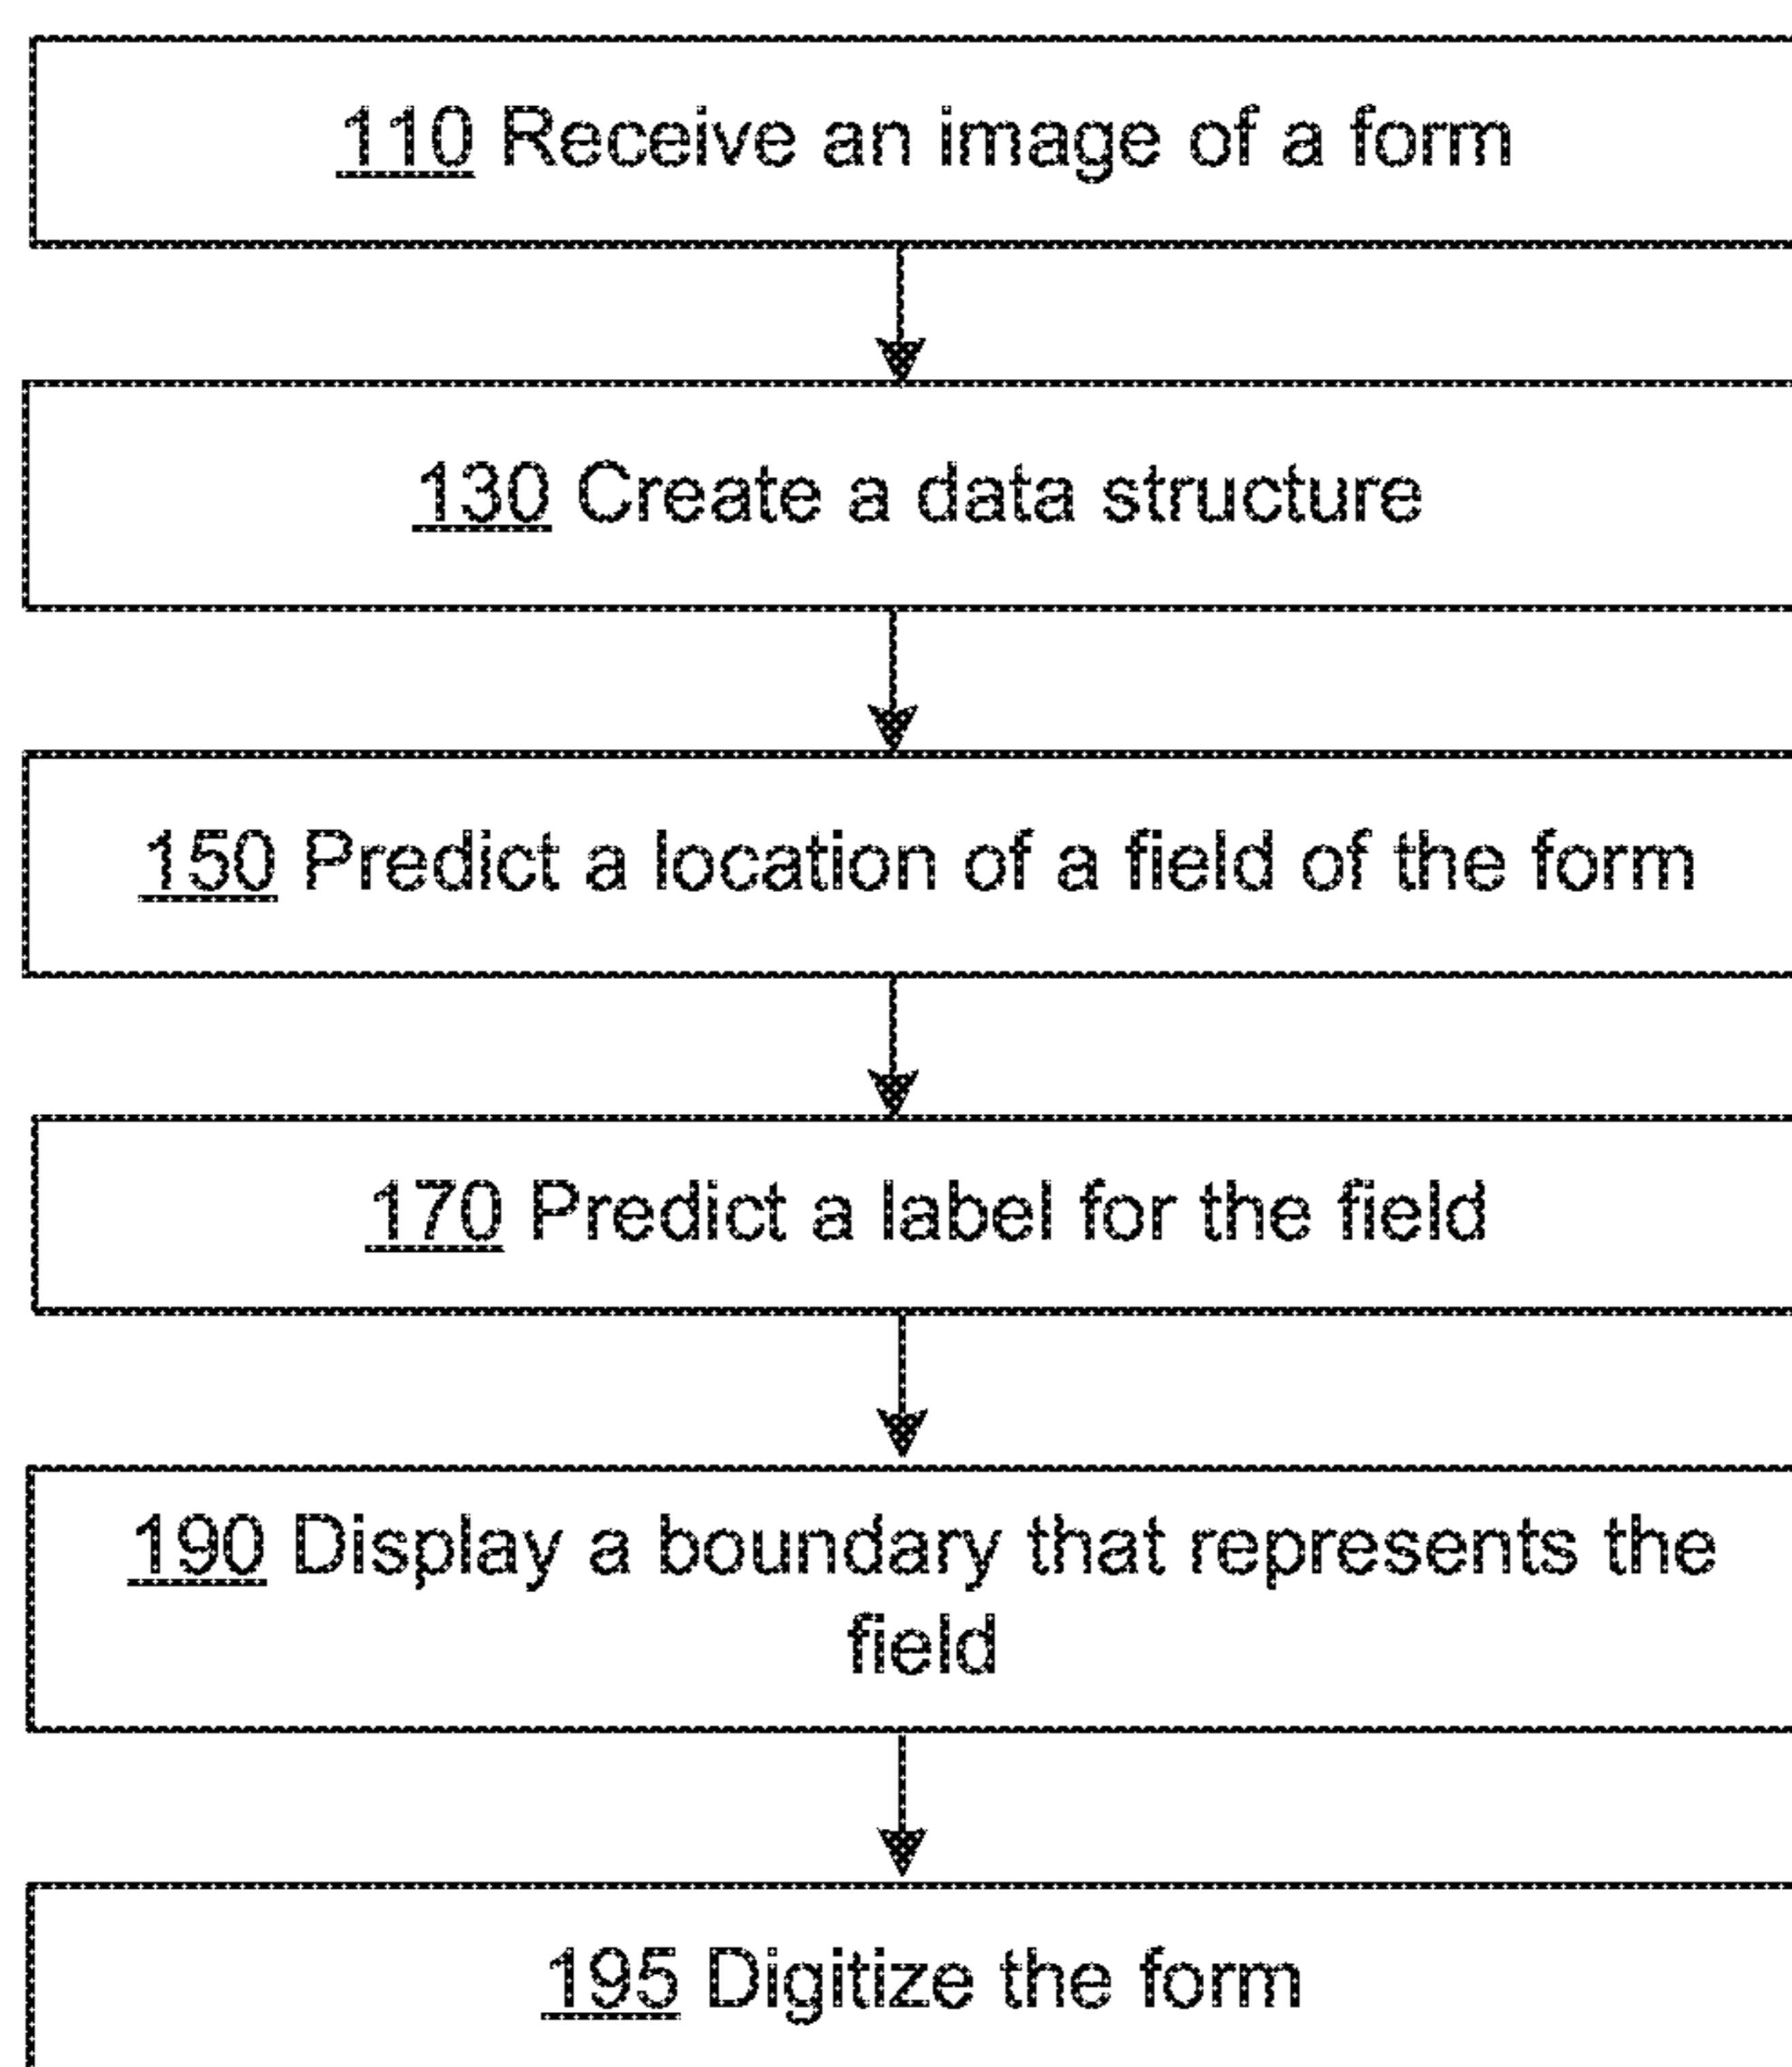 110 Receive an image of a form
130 Create a data structure
150 Predict a location of a field of the form
170 Predict a label for the field
190 Display a boundary that represents the
field
195 Digitize the form